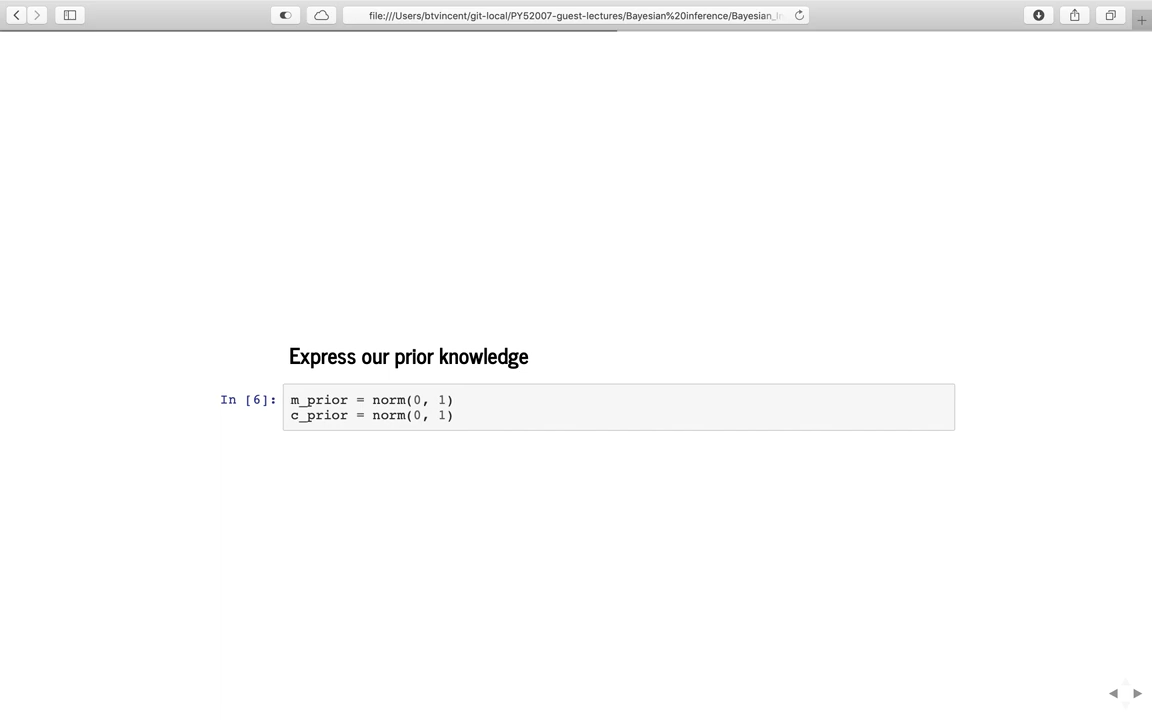 file:///Users/btvincent/git-local/PY52007-guest-lectures/Bayesian%20inference/Bayesian_
Express our prior knowledge
In [6]:
m_prior = norm(0, 1)
c_prior = norm(0, 1)